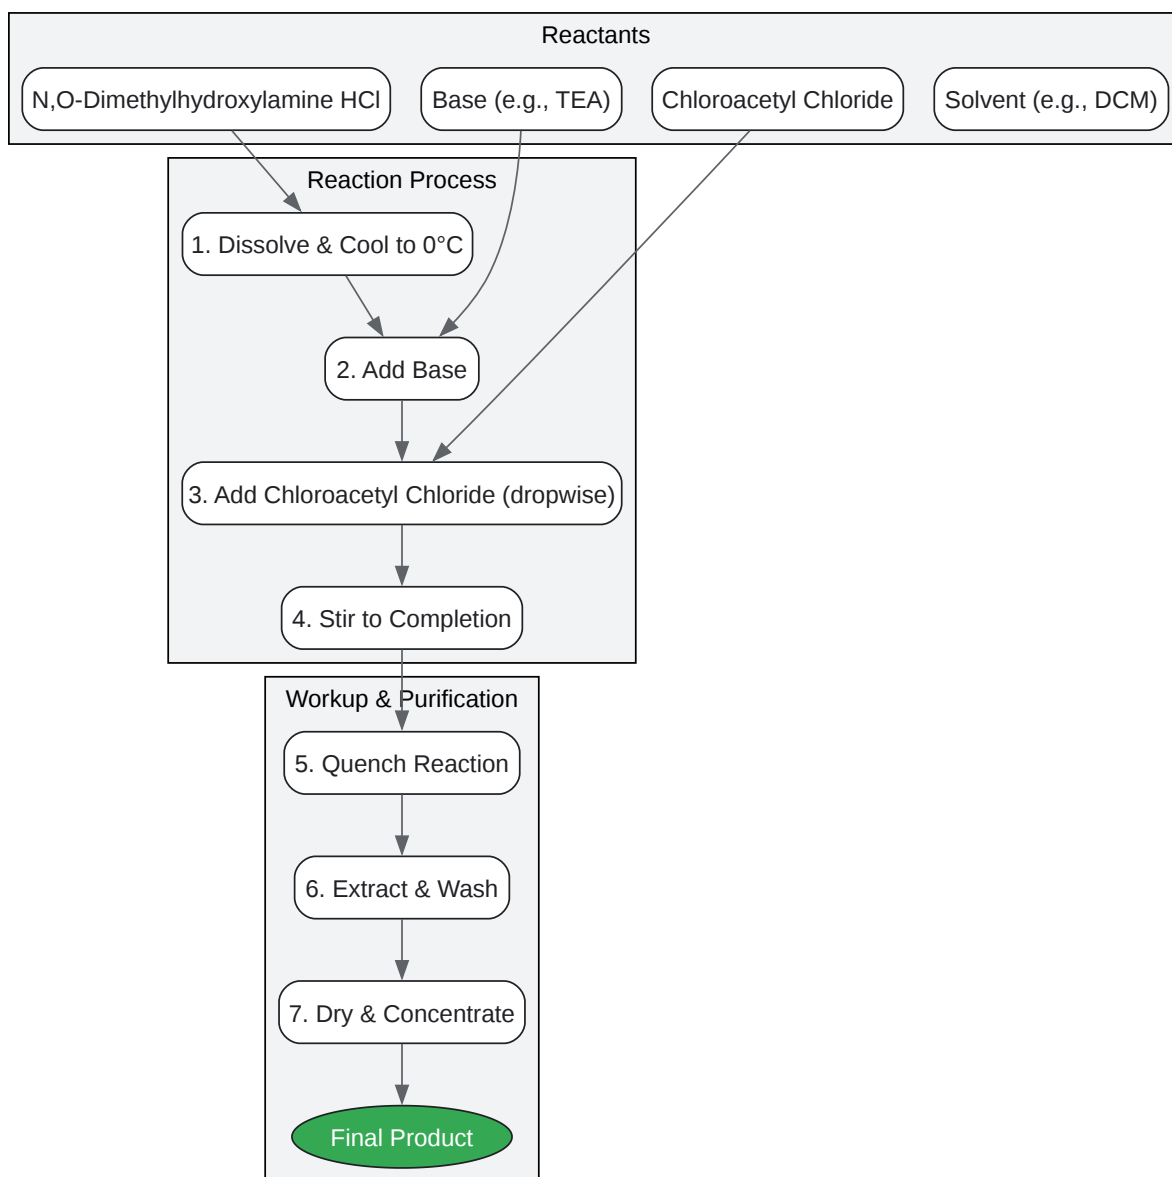 Reactants
N,O-Dimethylhydroxylamine HCl
Base (e.g., TEA)
Chloroacetyl Chloride
Solvent (e.g., DCM)
Reaction Process
1. Dissolve & Cool to 0°C
2. Add Base
3. Add Chloroacetyl Chloride (dropwise)
4. Stir to Completion
Workup & Purification
5. Quench Reaction
6. Extract & Wash
7. Dry & Concentrate
Final Product